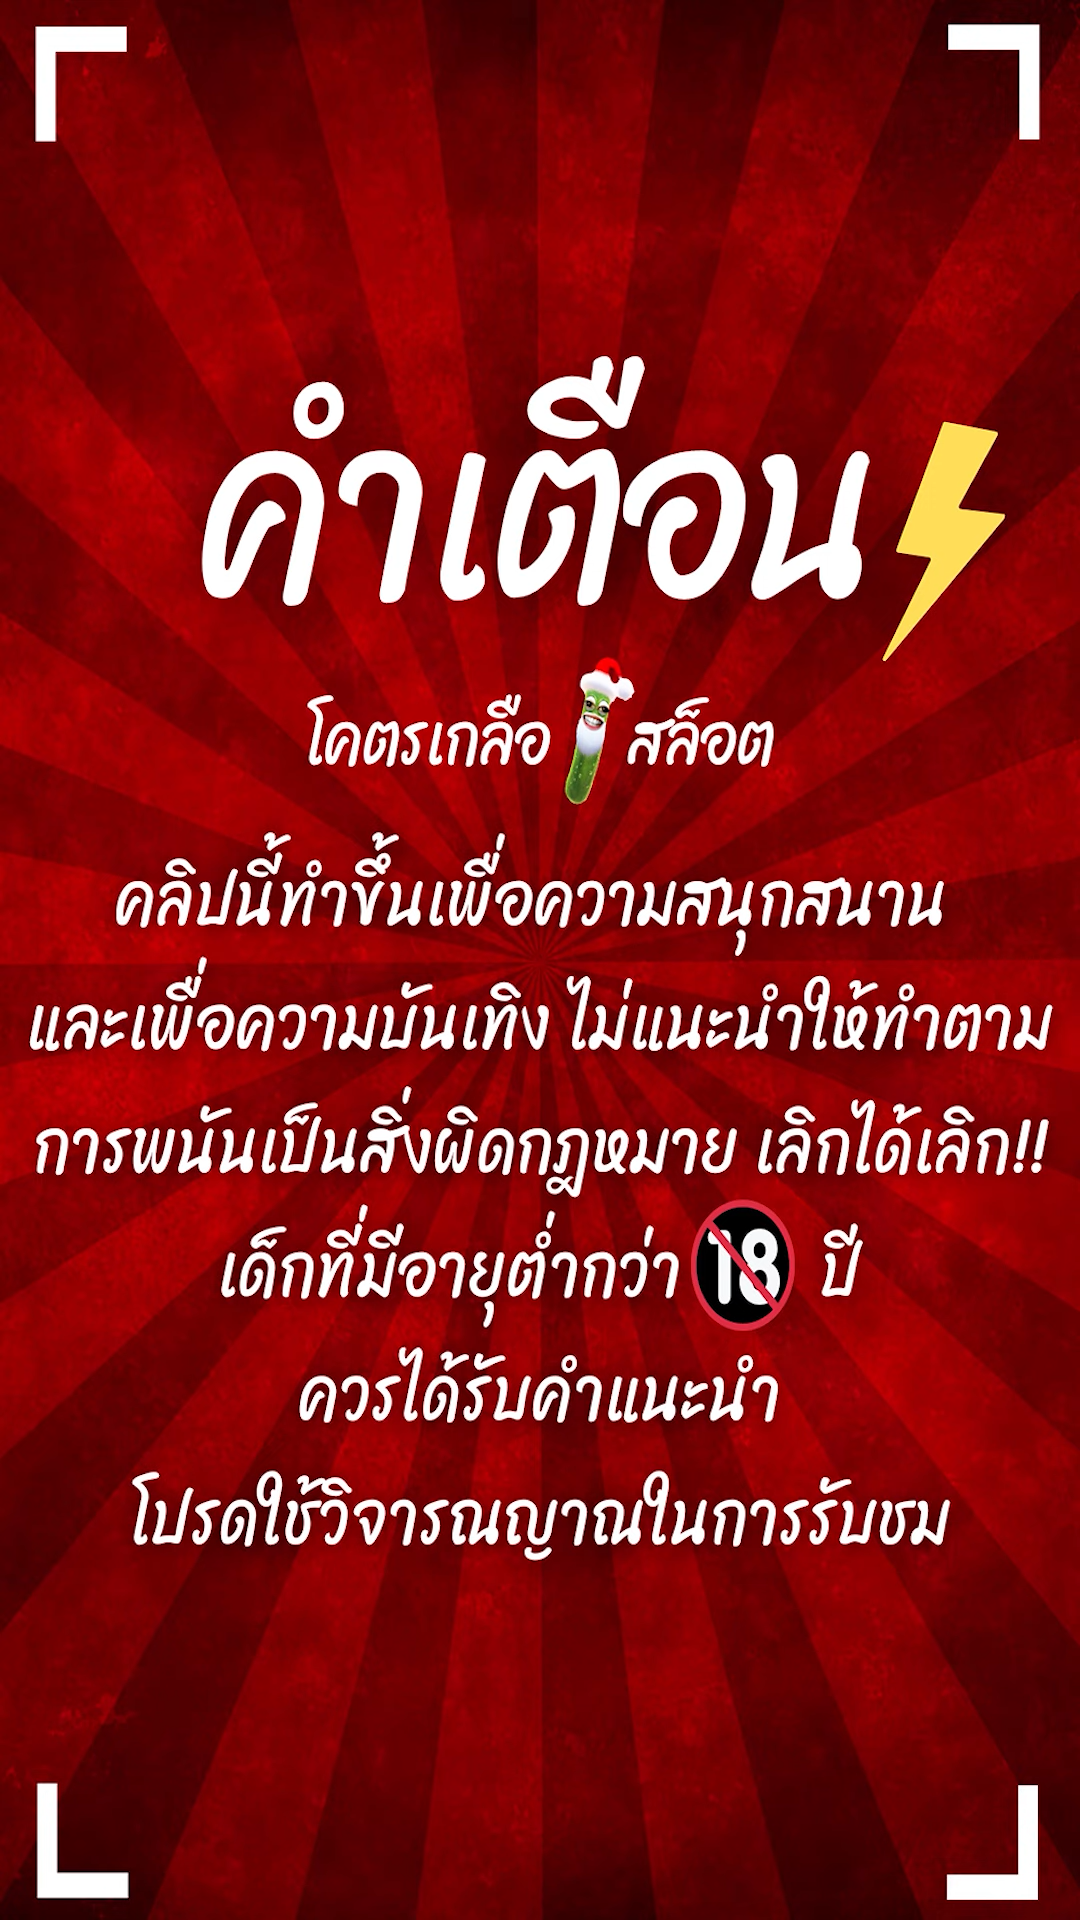 คำเตือน
โคตรเกลือ สล็อต
คลิปนี้ทำขึ้นเพื่อความสนุกสนาน
และเพื่อความบันเทิง ไม่แนะนำให้ทำตาม
การพนันเป็นสิ่งผิดกฎหมาย เลิกได้เลิก!!
เด็กที่มีอายุต่ำกว่า 18 ปี
ควรได้รับคำแนะนำ
โปรดใช้วิจารณญาณในการรับชม